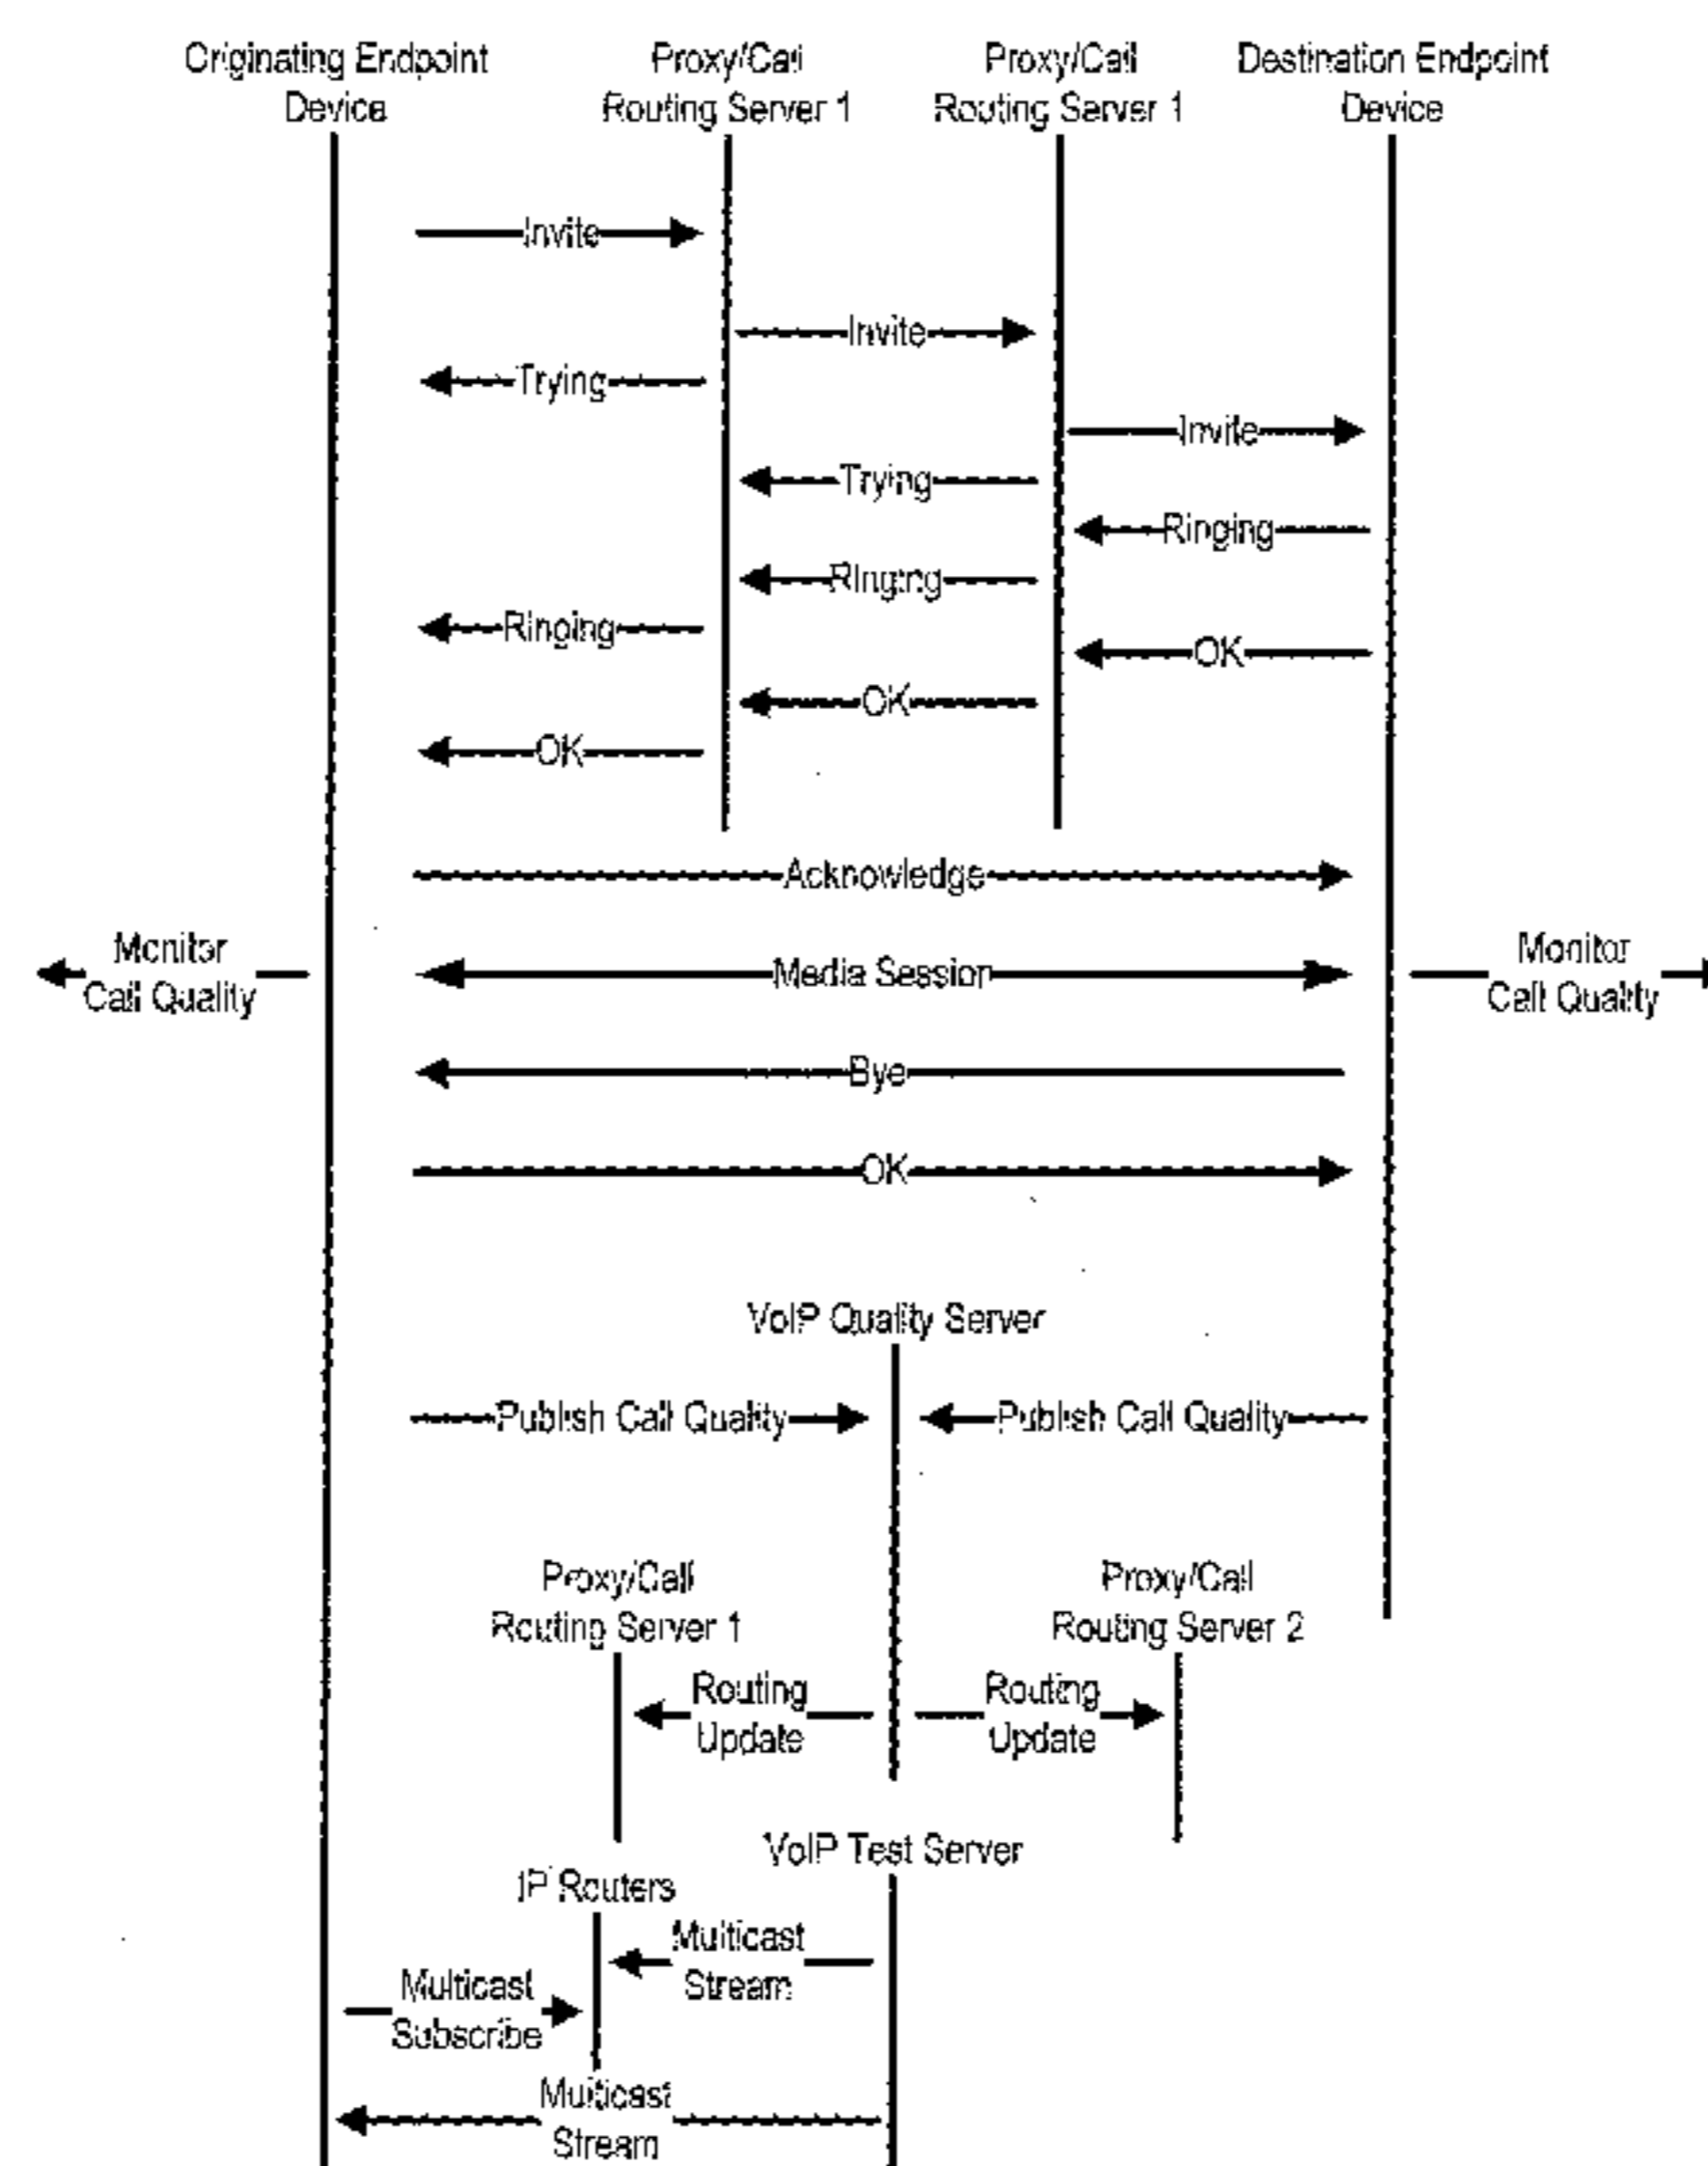 Originating Endpoint
Device
Proxy/Call
Routing Server 1
Proxy/Call
Routing Server 1
Destination Endpoint
Device
Invite
Invite
Trying
Invite
Trying
Ringing
Ringing
Ringing
OK
OK
OK
Acknowledge
Monitor
Call Quality
Media Session
Monitor
Call Quality
Bye
OK
VoIP Quality Server
Publish Call Quality
Publish Call Quality
Proxy/Call
Routing Server 1
Proxy/Call
Routing Server 2
Routing
Update
Routing
Update
VoIP Test Server
IP Routers
Multicast
Stream
Multicast
Subscribe
Multicast
Stream